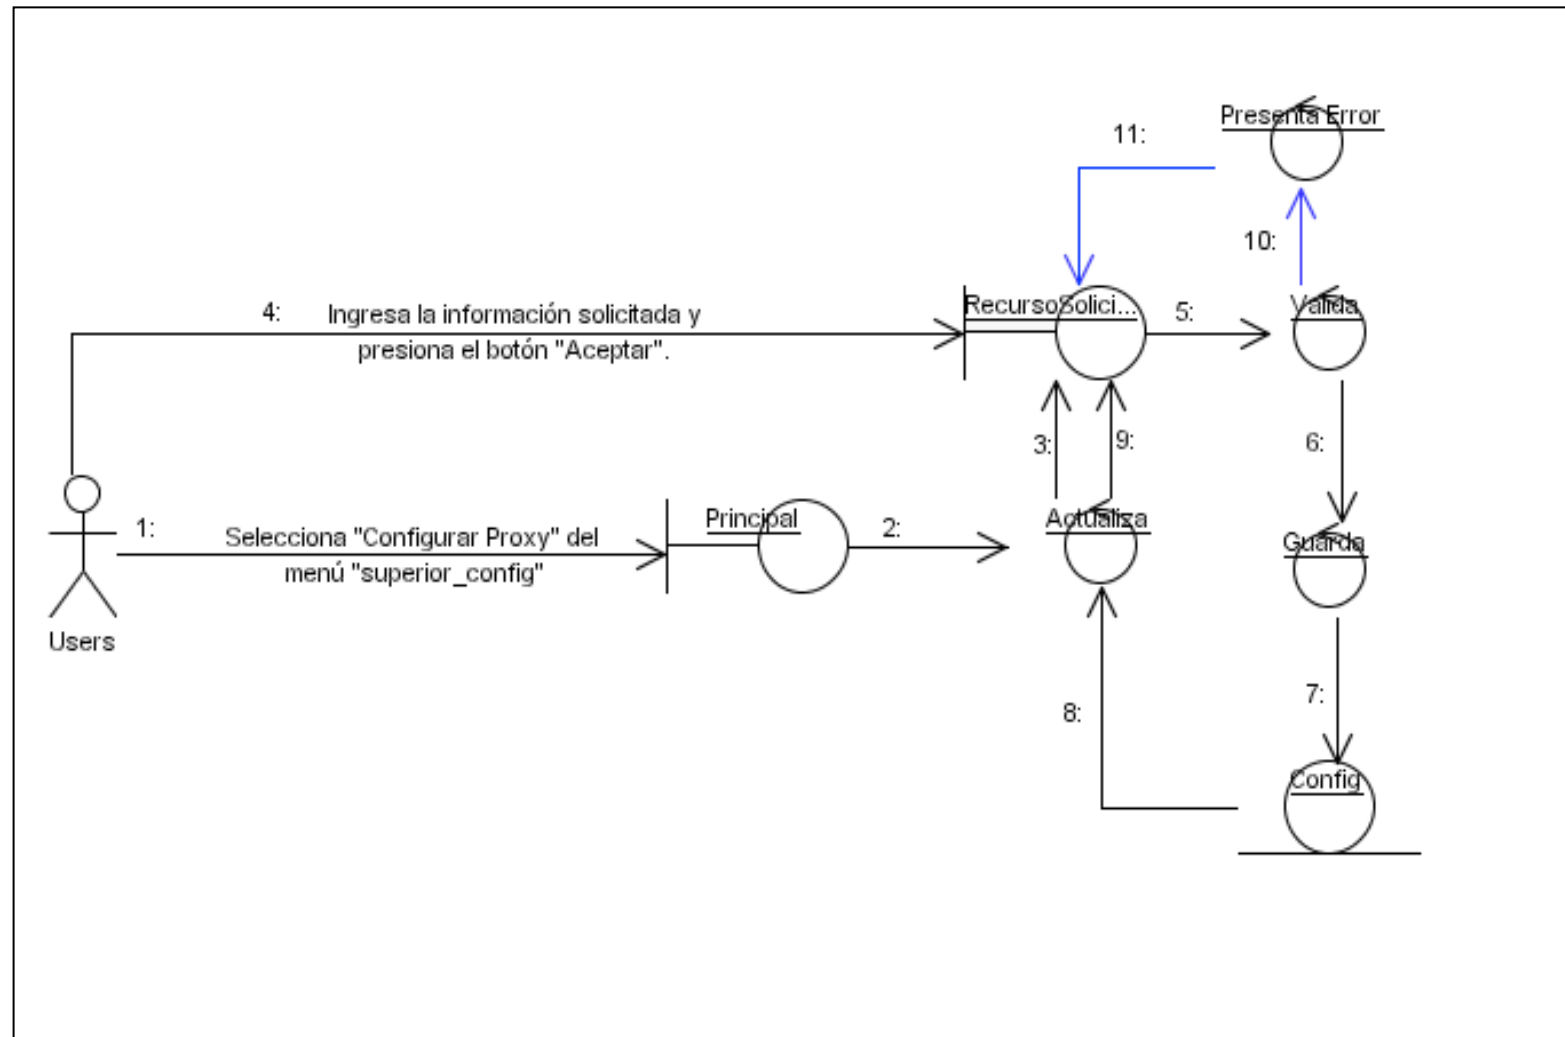 Presenta Error
11:
10:
4:
Ingresa la información solicitada y
presiona el botón "Aceptar".
RecursoSolici...
5:
Valida
3:
9:
6:
1:
Selecciona "Configurar Proxy" del
menú "superior_config"
Principal
2:
Actualiza
Guarda
Users
8:
7:
Config